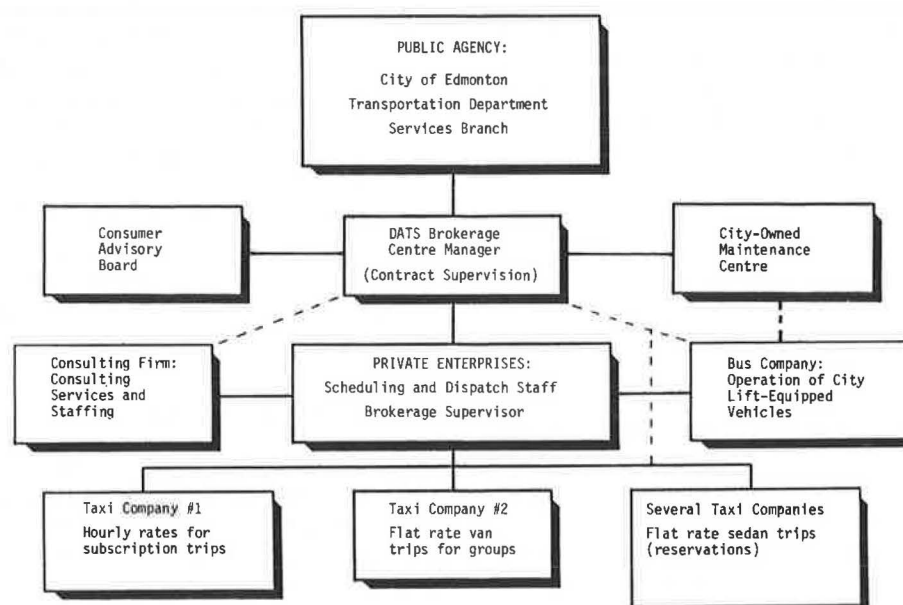 PUBLIC AGENCY:
City of Edmonton
Transportation Department
Services Branch
Consumer
Advisory
Board
DATS Brokerage
Centre Manager
(Contract Supervision)
City-Owned
Maintenance
Centre
Consulting Firm:
Consulting
Services and
Staffing
PRIVATE ENTERPRISES:
Scheduling and Dispatch Staff
Brokerage Supervisor
Bus Company:
Operation of City
Lift-Equipped
Vehicles
Taxi Company #1
Hourly rates for
subscription trips
Taxi Company #2
Flat rate van
trips for groups
Several Taxi Companies
Flat rate sedan trips
(reservations)